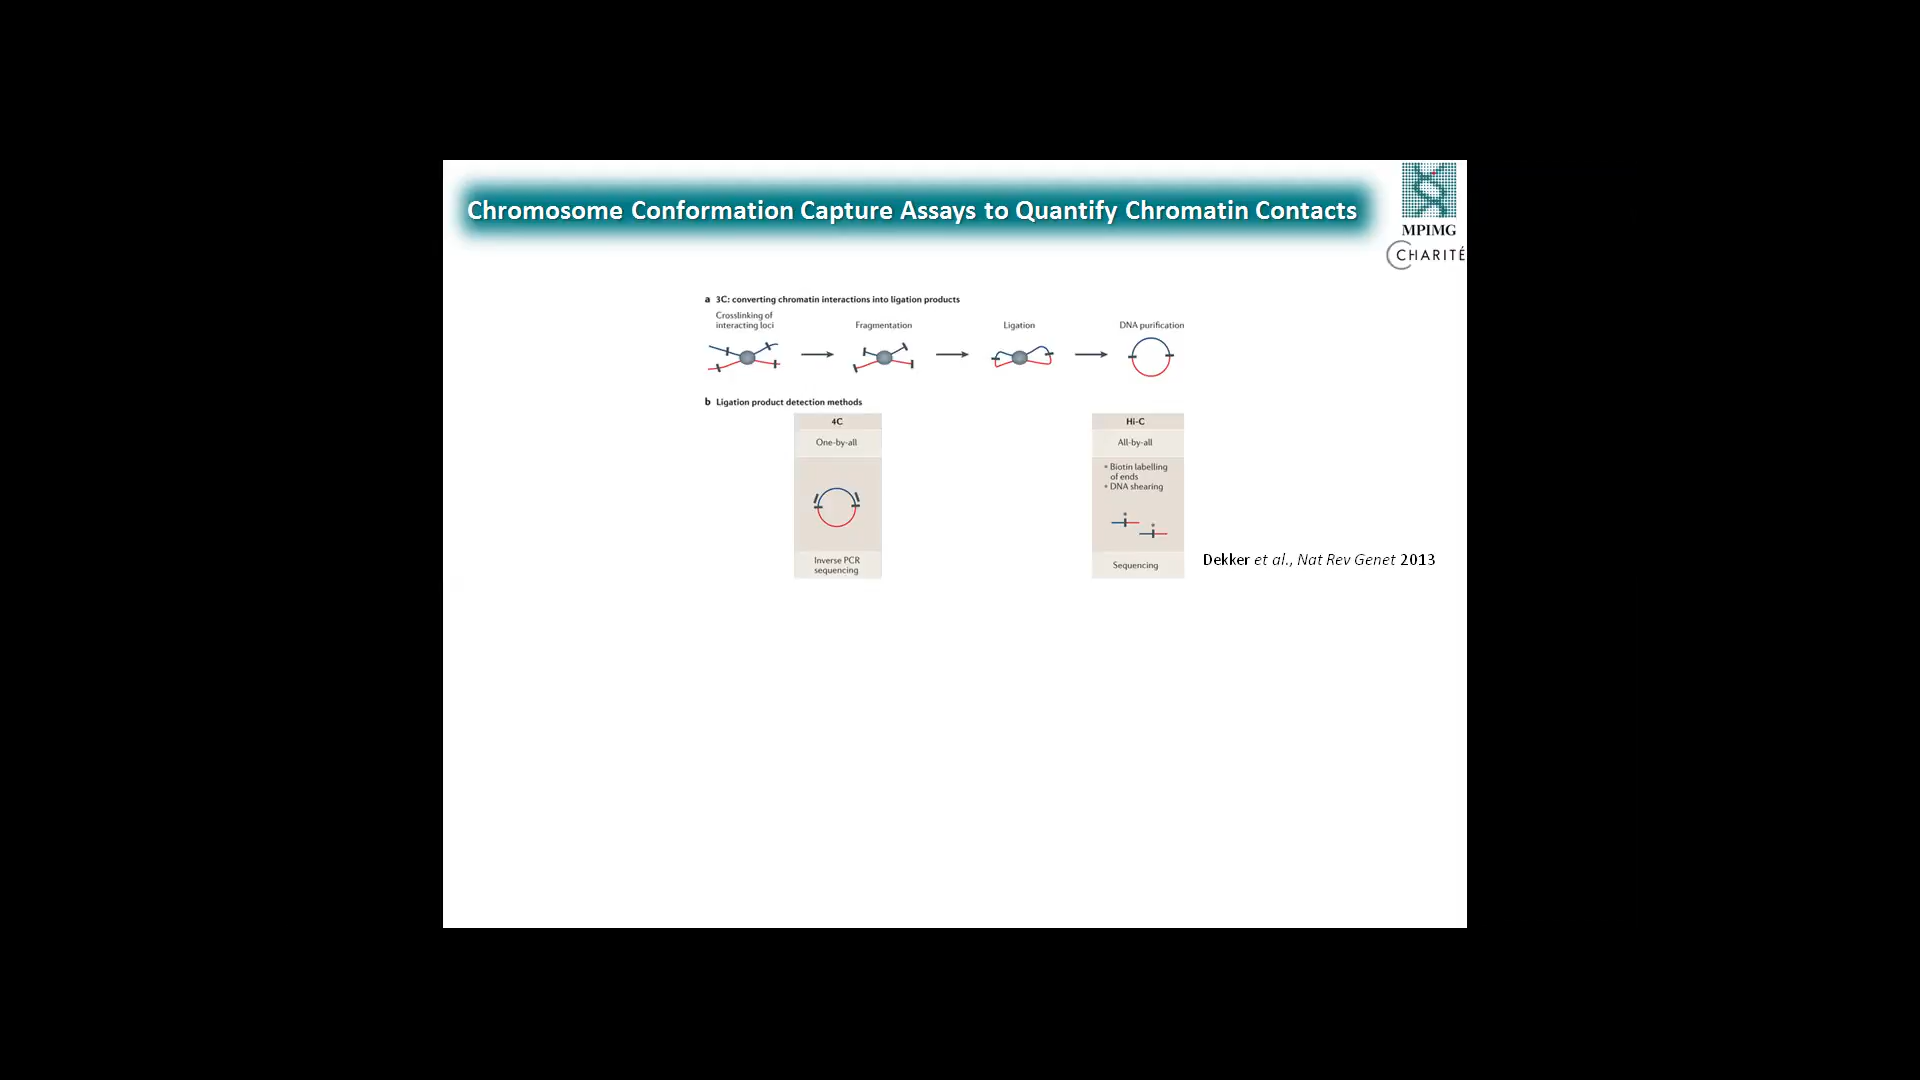 Chromosome Conformation Capture Assays to Quantify Chromatin Contacts
MPIMG
CHARITÉ
a 3C: converting chromatin interactions into ligation products
Crosslinking of
interacting loci
Fragmentation
Ligation
DNA purification
b Ligation product detection methods
4C
One-by-all
Inverse PCR
sequencing
Hi-C
All-by-all
• Biotin labelling
of ends
• DNA shearing
*
*
Sequencing
Dekker et al., Nat Rev Genet 2013